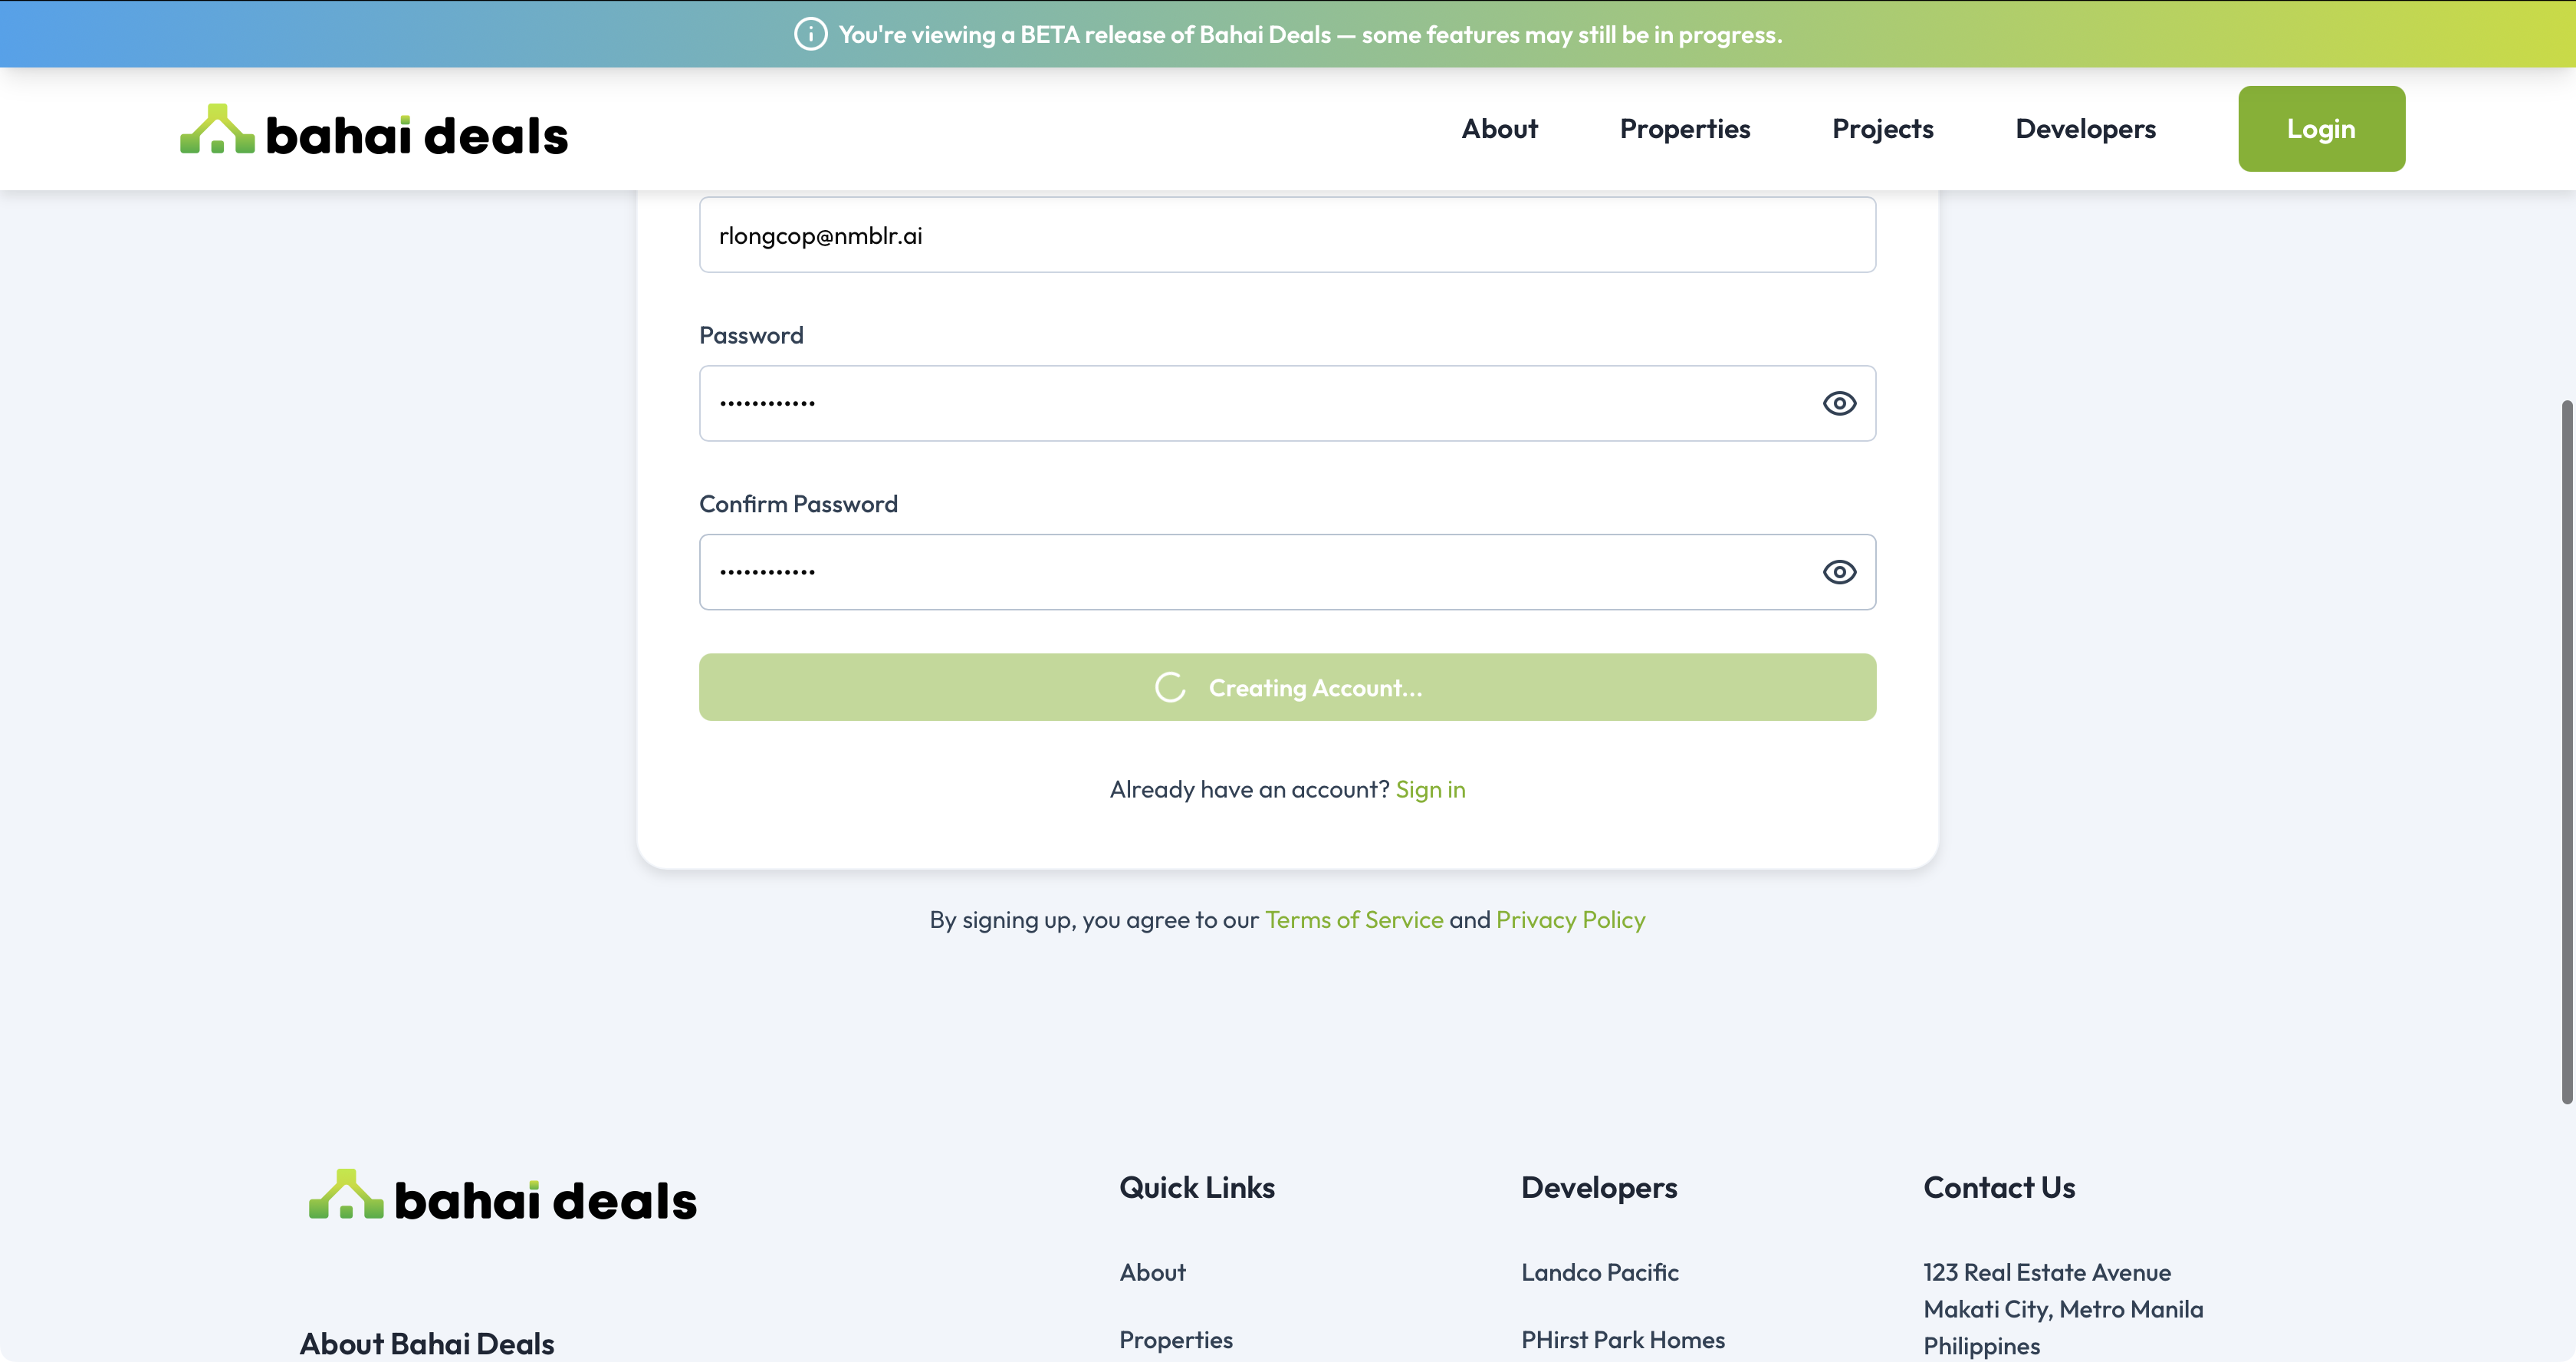 You're viewing a BETA release of Bahai Deals — some features may still be in progress.
bahai deals
About
Properties
Projects
Developers
Login
rlongcop@nmblr.ai
Password
••••••••••••
Confirm Password
••••••••••••
Creating Account...
Already have an account? Sign in
By signing up, you agree to our Terms of Service and Privacy Policy
bahai deals
About Bahai Deals
Quick Links
About
Properties
Developers
Landco Pacific
PHirst Park Homes
Contact Us
123 Real Estate Avenue
Makati City, Metro Manila
Philippines